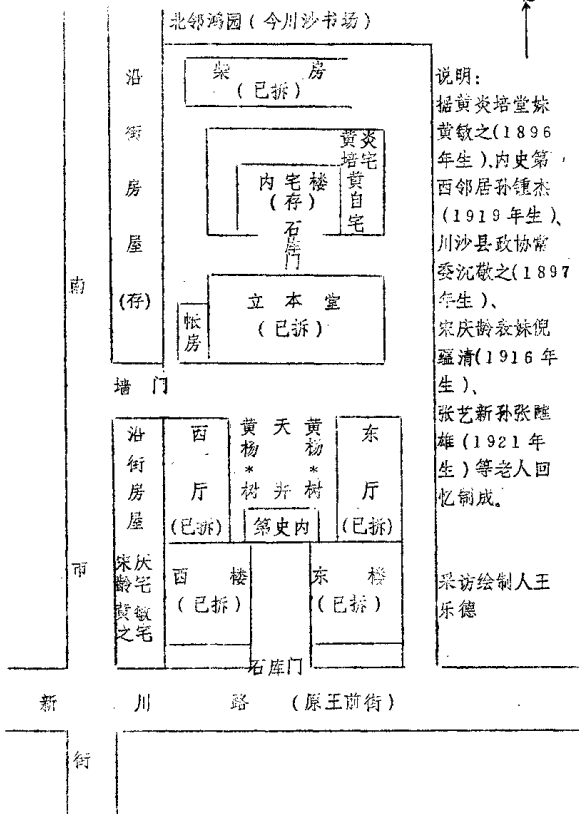 北邻鸿园（今川沙书场）
柴房
（已拆）
沿街房屋
(存)
黄炎培宅
黄自宅
内宅楼
（存）
石库门
立本堂
（已拆）
帐房
南市街
墙门
沿街房屋
西厅
(已拆)
黄杨*树
天井
黄杨*树
东厅
(已拆)
第史内
宋庆龄宅
黄敏之宅
西楼
（已拆）
东楼
（已拆）
石库门
新川路（原王前街）
说明：
据黄炎培堂妹
黄敏之(1896
年生)、内史第
西邻居孙锺杰
(1919年生)、
川沙县政协常
委沈敬之(1897
年生)、
宋庆龄表妹倪
蕴清(1916年
生)、
张艺新孙张
雄(1921年
生)等老人回
忆制成。
采访绘制人王
乐德